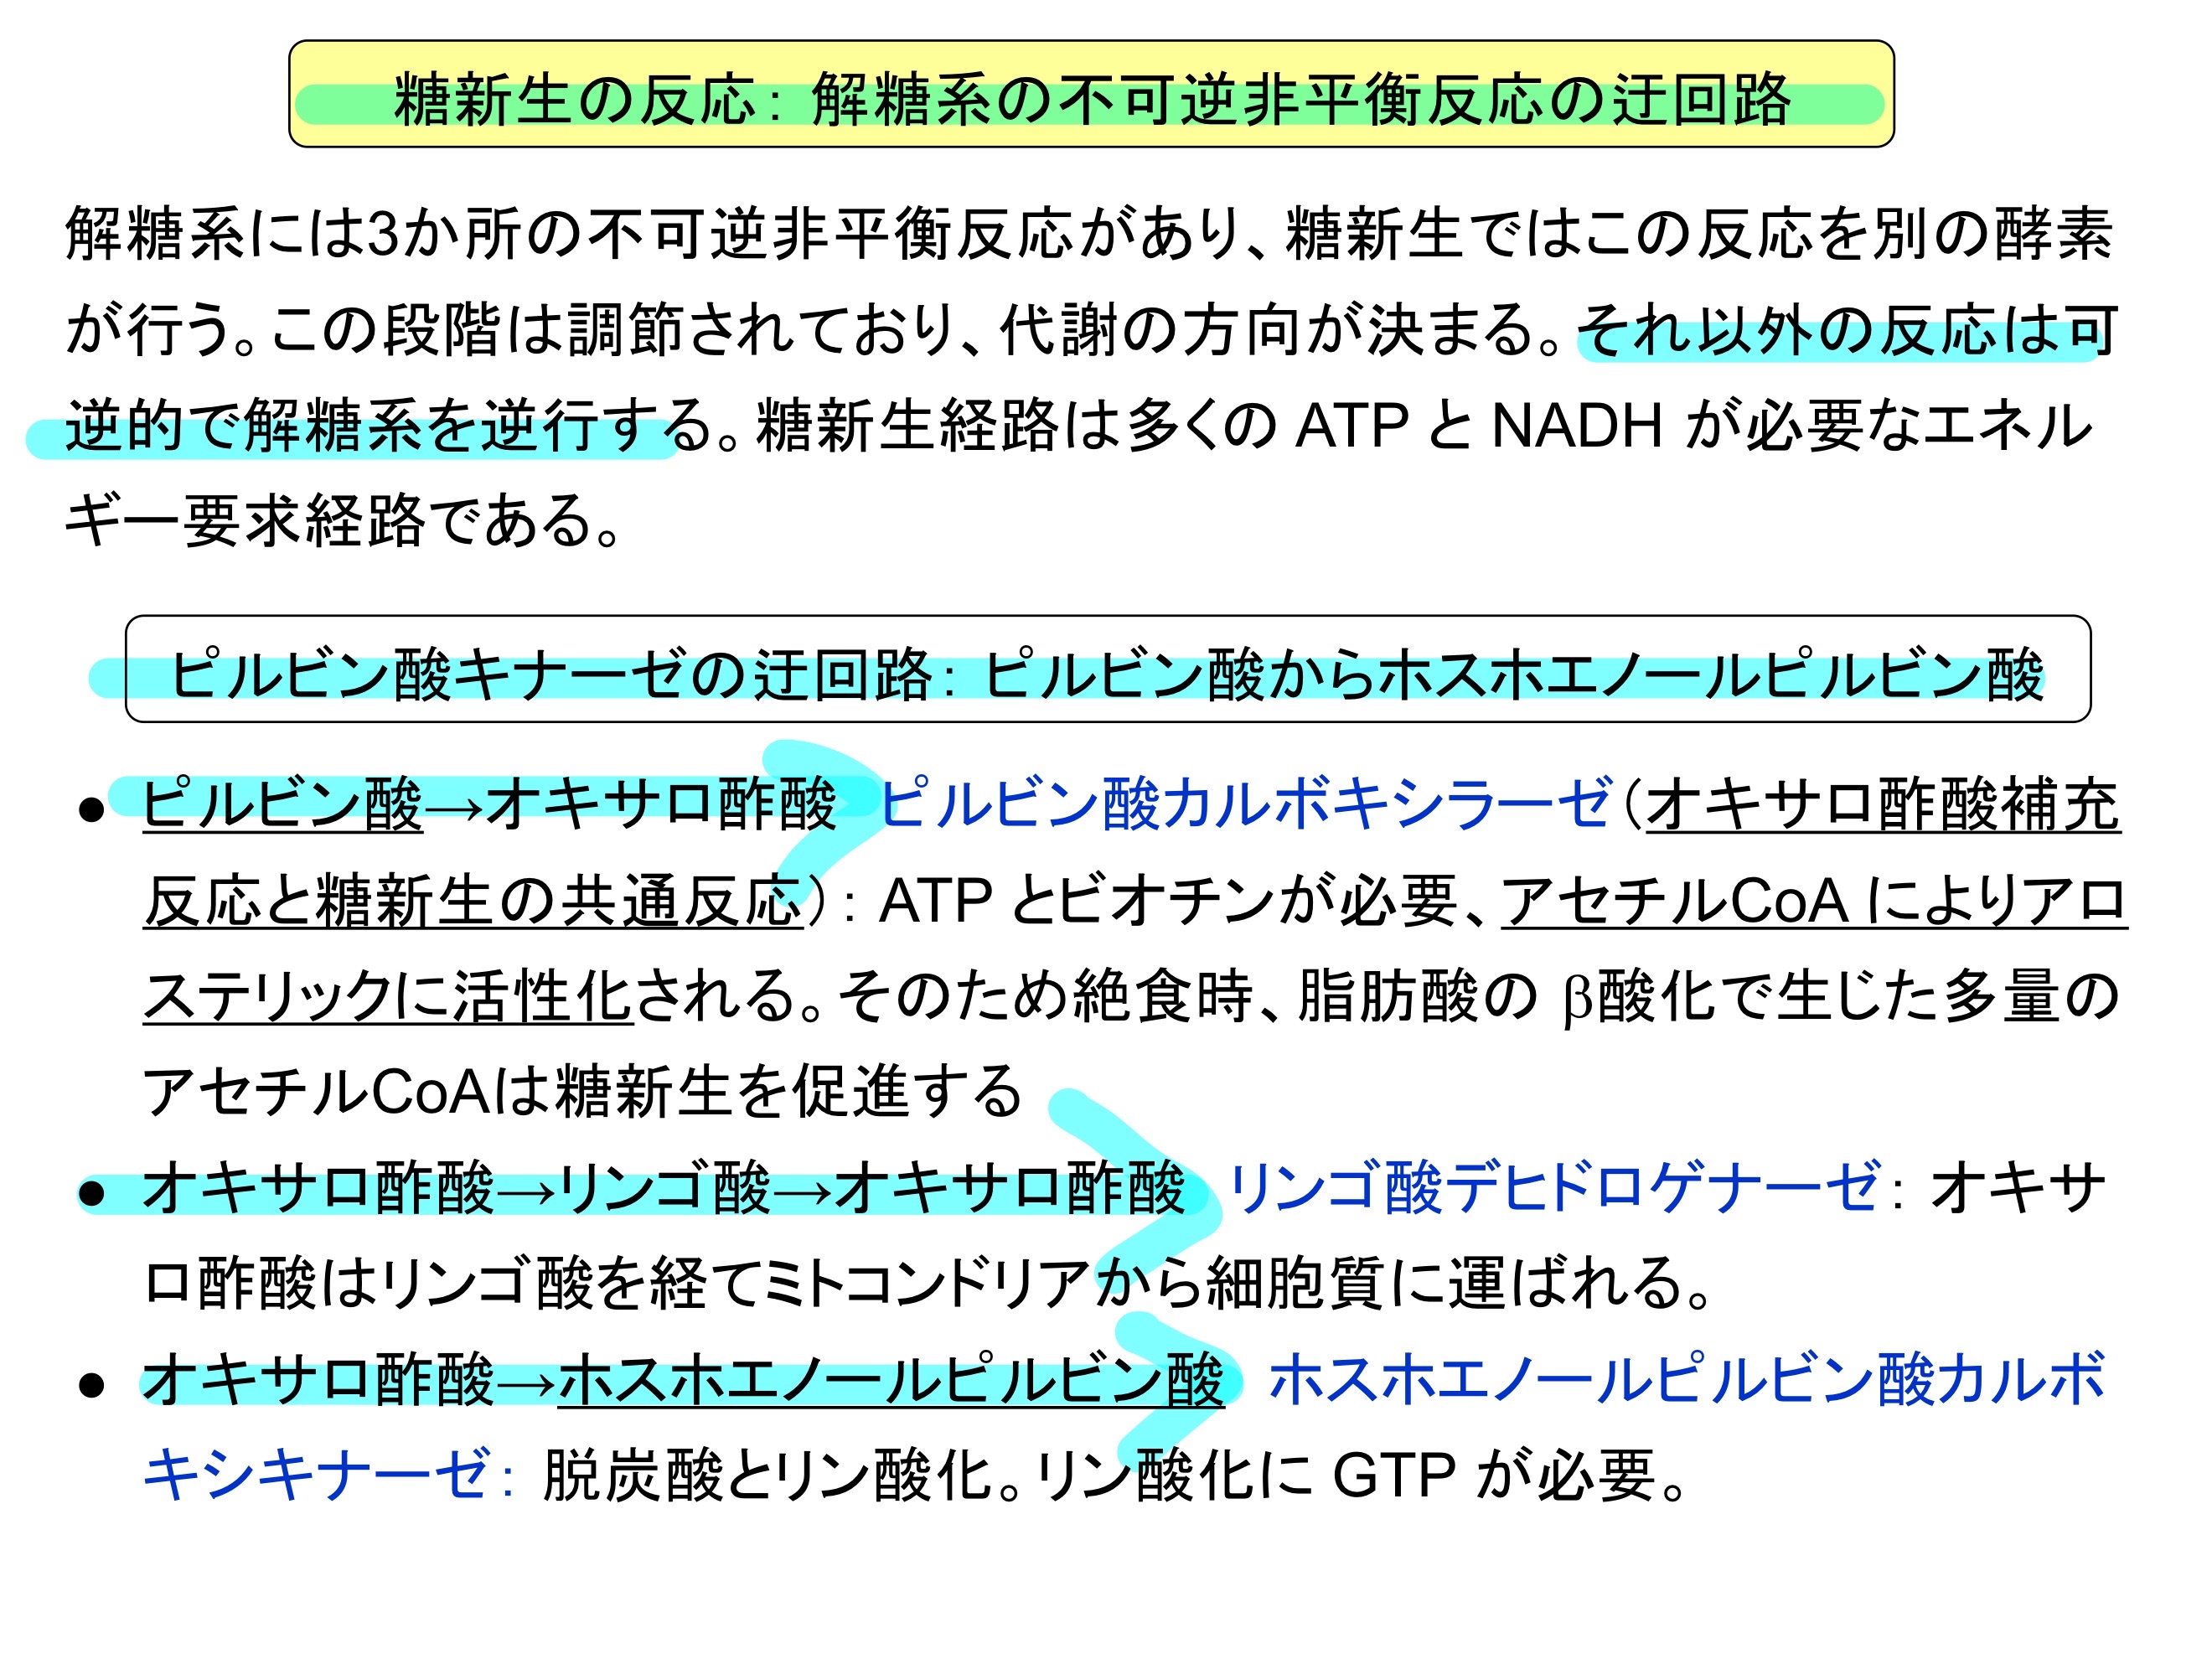 糖新生の反応： 解糖系の不可逆非平衡反応の迂回路
解糖系には3か所の不可逆非平衡反応があり、糖新生ではこの反応を別の酵素
が行う。この段階は調節されており、代謝の方向が決まる。それ以外の反応は可
逆的で解糖系を逆行する。糖新生経路は多くの ATP と NADH が必要なエネル
ギー要求経路である。
ピルビン酸キナーゼの迂回路： ピルビン酸からホスホエノールピルビン酸
● ピルビン酸→オキサロ酢酸 ピルビン酸カルボキシラーゼ（オキサロ酢酸補充
反応と糖新生の共通反応）： ATP とビオチンが必要、アセチルCoA によりアロ
ステリックに活性化される。そのため絶食時、脂肪酸の β酸化で生じた多量の
アセチルCoAは糖新生を促進する
● オキサロ酢酸→リンゴ酸→オキサロ酢酸 リンゴ酸デヒドロゲナーゼ： オキサ
ロ酢酸はリンゴ酸を経てミトコンドリアから細胞質に運ばれる。
● オキサロ酢酸→ホスホエノールピルビン酸 ホスホエノールピルビン酸カルボ
キシキナーゼ： 脱炭酸とリン酸化。リン酸化に GTP が必要。